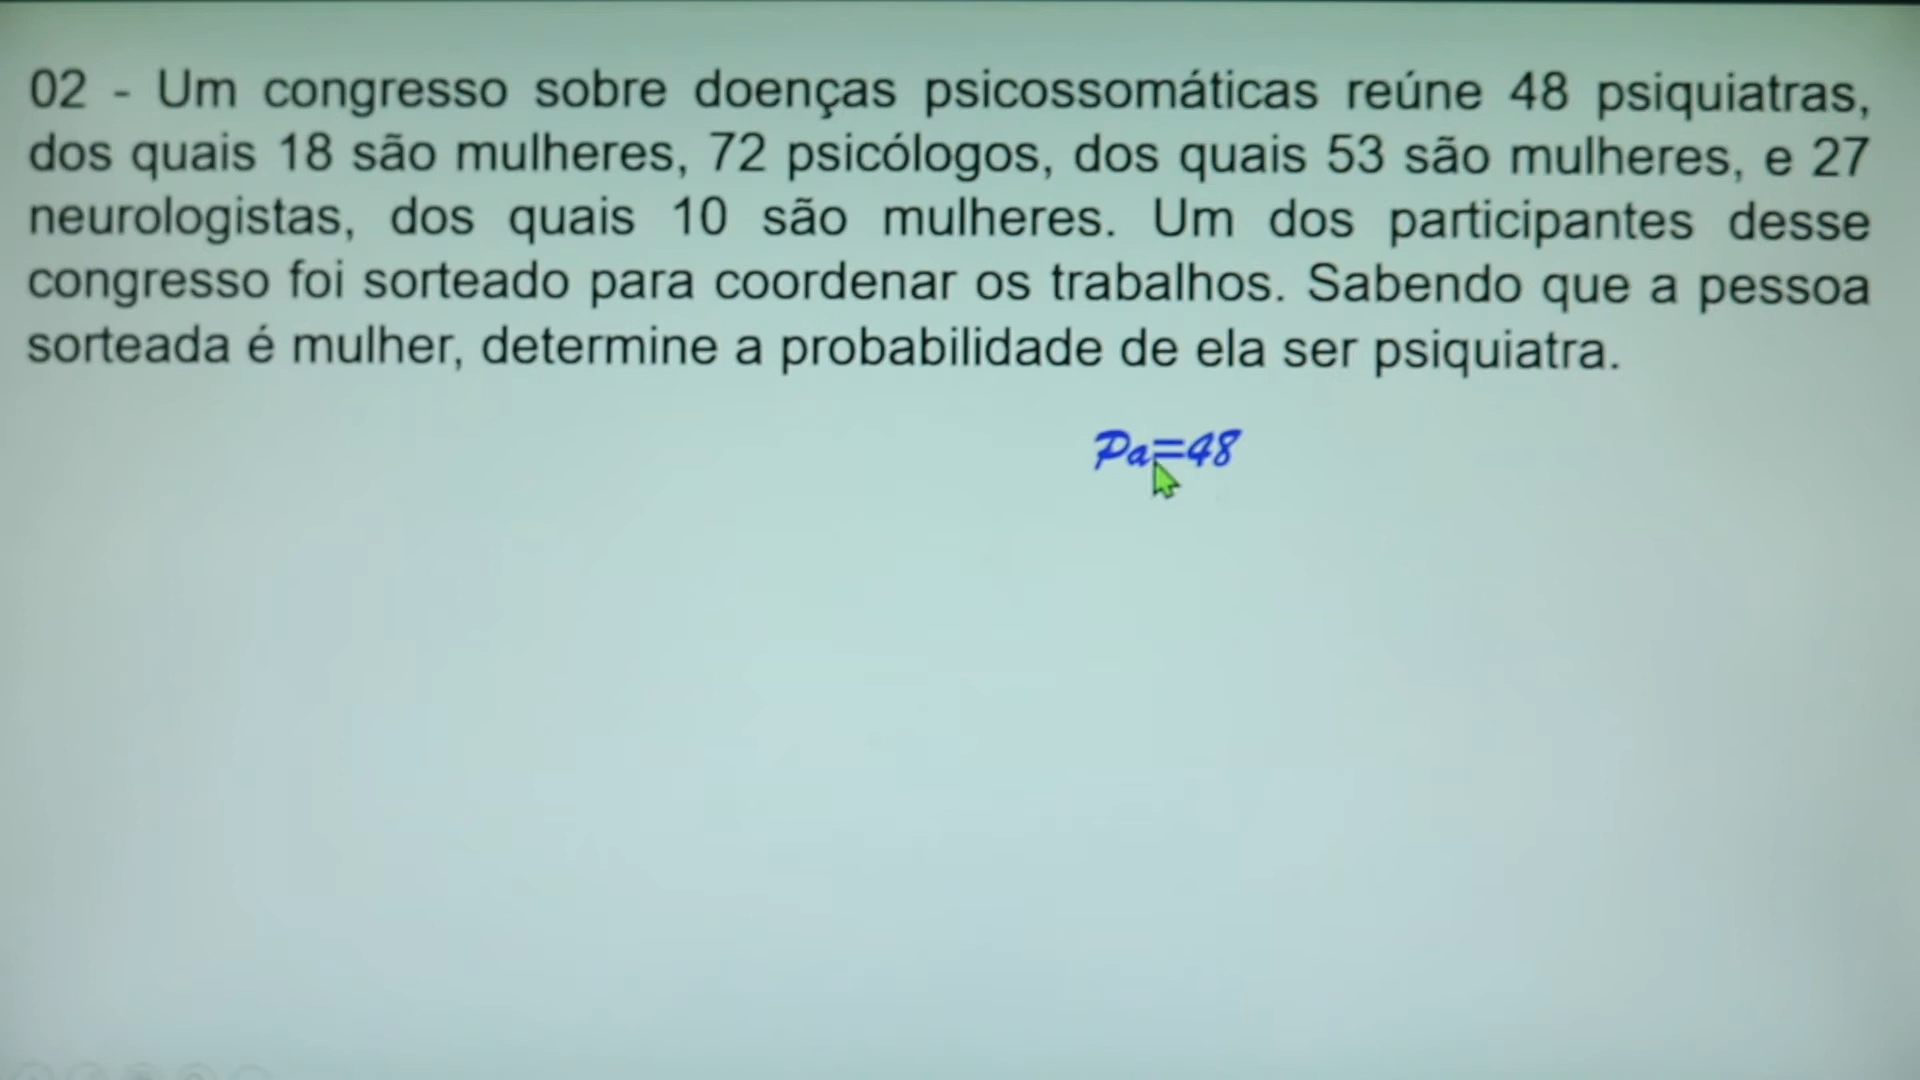 02 - Um congresso sobre doenças psicossomáticas reúne 48 psiquiatras,
dos quais 18 são mulheres, 72 psicólogos, dos quais 53 são mulheres, e 27
neurologistas, dos quais 10 são mulheres. Um dos participantes desse
congresso foi sorteado para coordenar os trabalhos. Sabendo que a pessoa
sorteada é mulher, determine a probabilidade de ela ser psiquiatra.
Pa=48